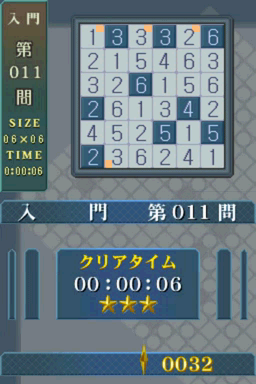 入門
第
011
問
SIZE
06×06
TIME
0:00:06
1 3 3 3 2 6
2 1 5 4 6 3
3 2 6 1 5 6
2 6 1 3 4 2
4 5 2 5 1 5
2 3 6 2 4 1
入 門 第011問
クリアタイム
00:00:06
★★★
0032